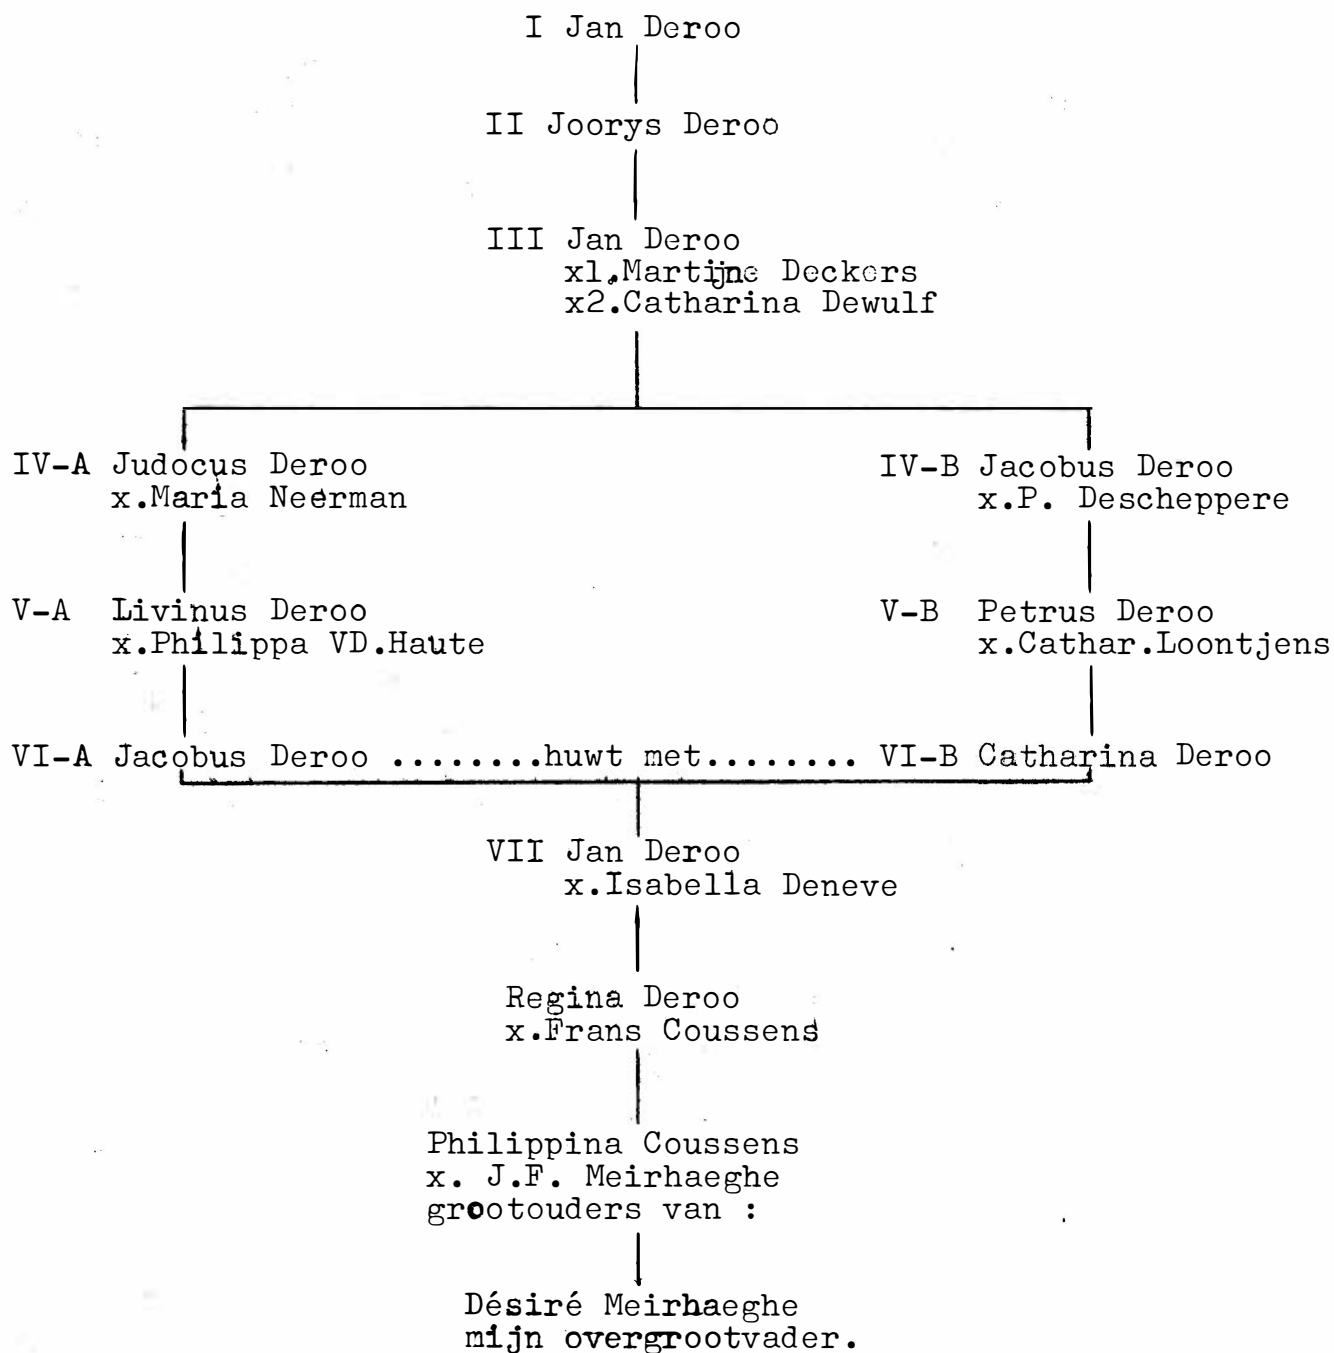 I Jan Deroo
II Joorys Deroo
III Jan Deroo
x1.Martijne Deckers
x2.Catharina Dewulf
IV-A Judocus Deroo
x.Maria Neerman
IV-B Jacobus Deroo
x.P. Descheppere
V-A Livinus Deroo
x.Philippa VD.Haute
V-B Petrus Deroo
x.Cathar.Loontjens
VI-A Jacobus Deroo ........huwt met........ VI-B Catharina Deroo
VII Jan Deroo
x.Isabella Deneve
Regina Deroo
x.Frans Coussens
Philippina Coussens
x. J.F. Meirhaeghe
grootouders van :
Désiré Meirhaeghe
mijn overgrootvader.